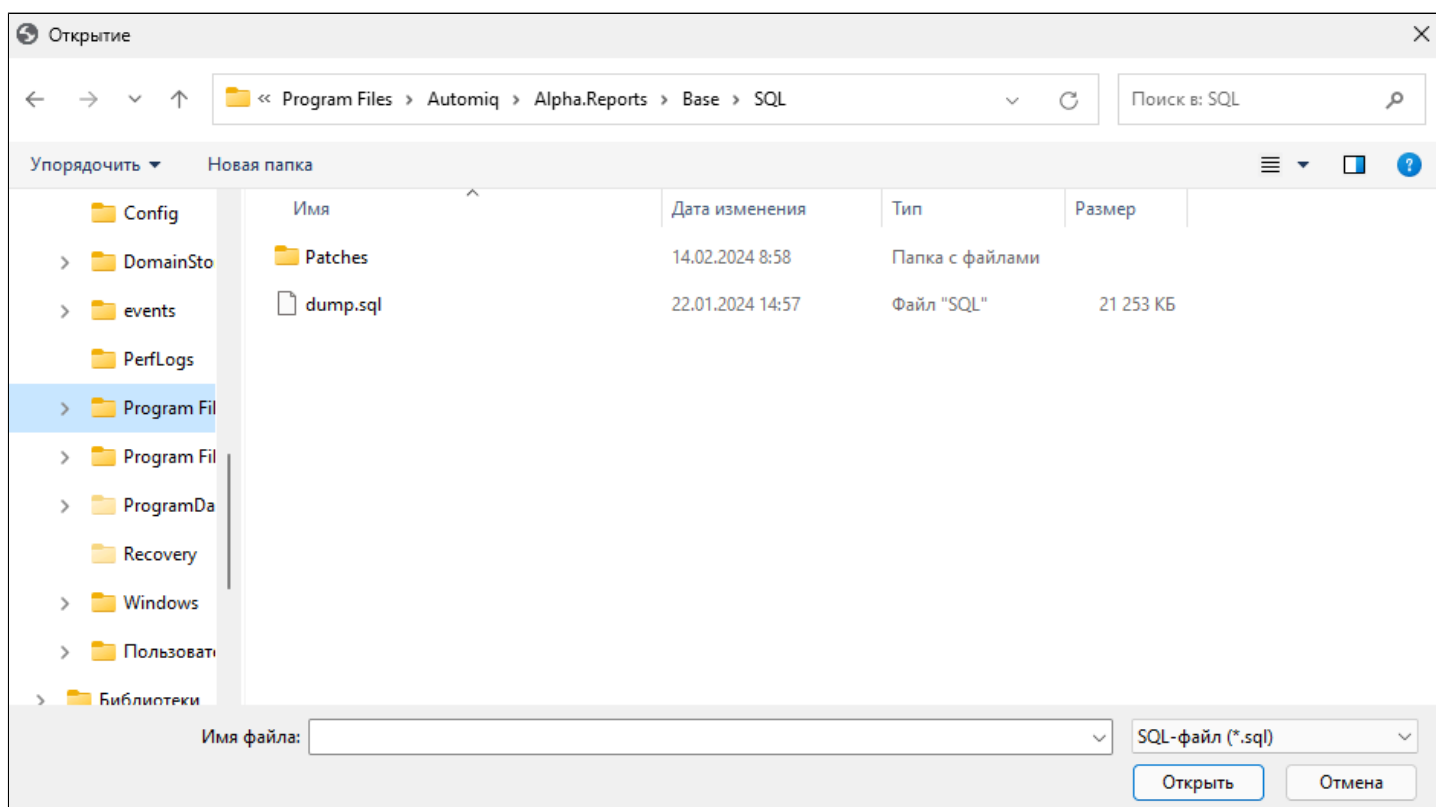 Открытие
« Program Files > Automiq > Alpha.Reports > Base > SQL
Поиск в: SQL
Упорядочить Новая папка
?
Имя Дата изменения Тип Размер
Config
DomainSto
events
PerfLogs
Program Fil
Program Fil
ProgramDa
Recovery
Windows
Пользовате
Библиотеки
Patches 14.02.2024 8:58 Папка с файлами
dump.sql 22.01.2024 14:57 Файл "SQL" 21 253 КБ
Имя файла:
SQL-файл (*.sql)
Открыть Отмена